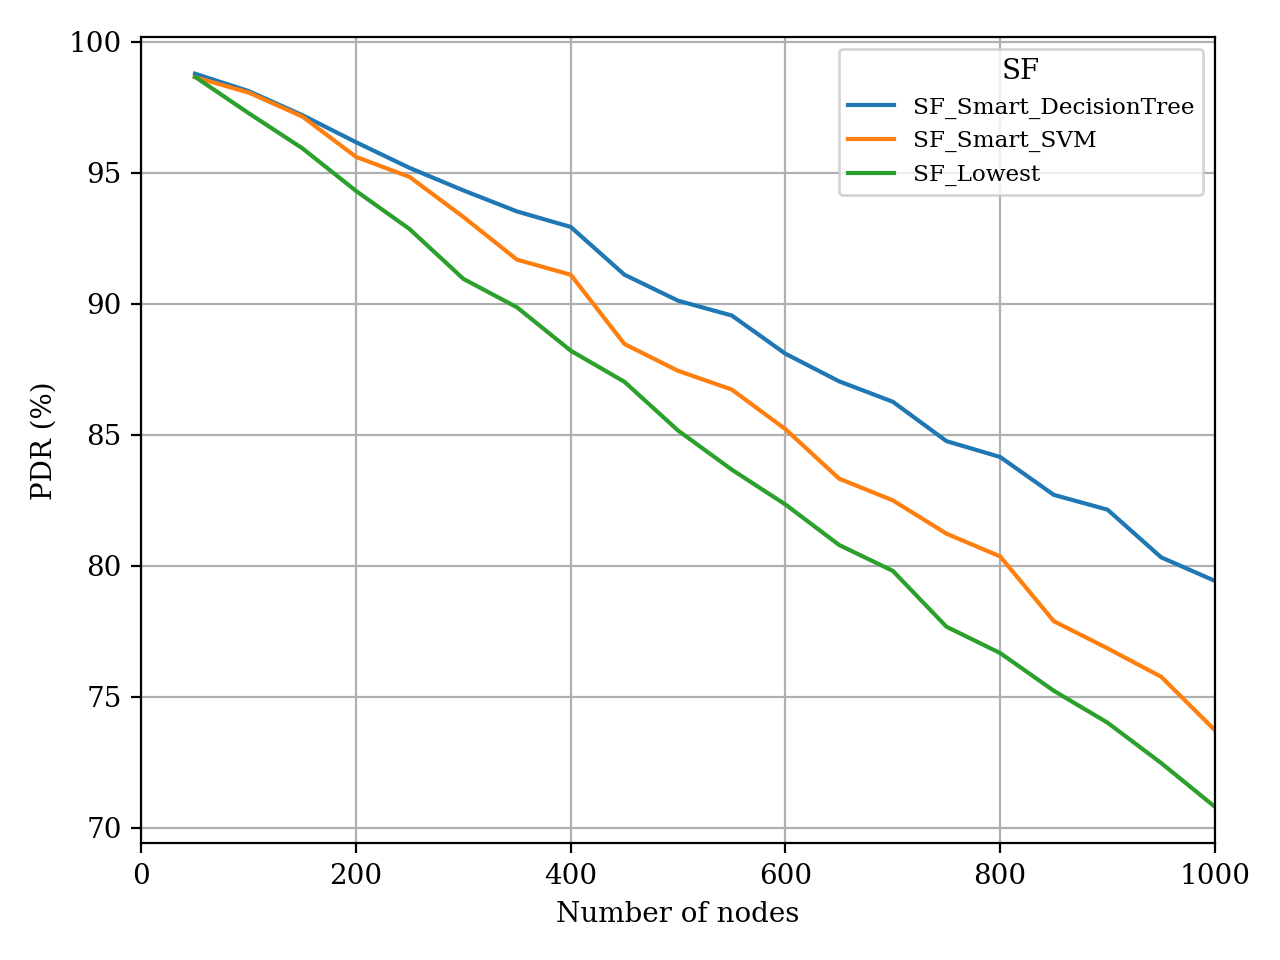 100
95
90
85
80
75
70
PDR (%)
SF
SF_Smart_DecisionTree
SF_Smart_SVM
SF_Lowest
0 200 400 600 800 1000
Number of nodes